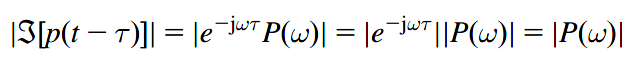 |ℑ[p(t − τ)]| = |e^{−jωτ} P(ω)| = |e^{−jωτ}||P(ω)| = |P(ω)|